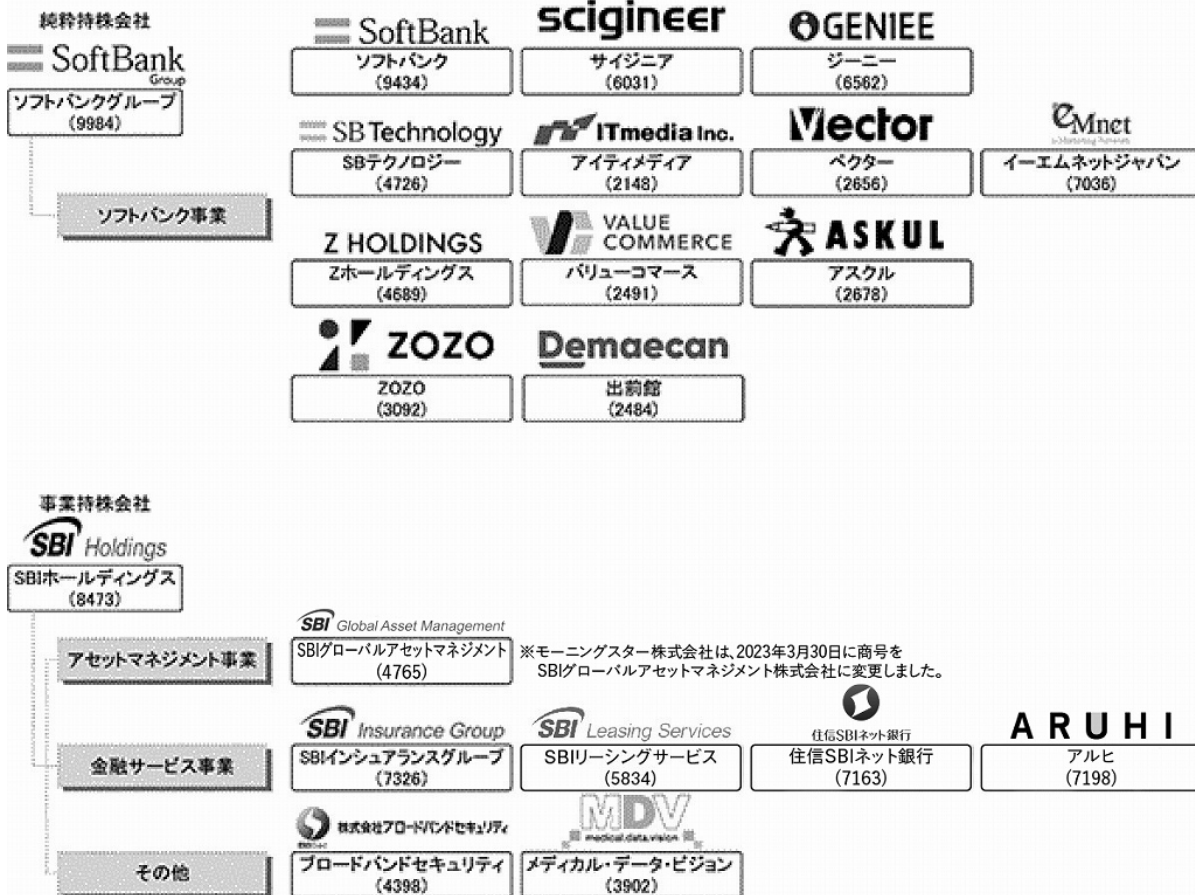 純粋持株会社
SoftBank
Group
ソフトバンクグループ
(9984)
ソフトバンク事業
SoftBank
ソフトバンク
(9434)
scigineer
サイジニア
(6031)
GENIEE
ジーニー
(6562)
SB Technology
SBテクノロジー
(4726)
ITmedia Inc.
アイティメディア
(2148)
Vector
ベクター
(2656)
eMnet
イーエムネットジャパン
(7036)
Z HOLDINGS
Zホールディングス
(4689)
VALUE
COMMERCE
バリューコマース
(2491)
ASKUL
アスクル
(2678)
ZOZO
ZOZO
(3092)
Demaecan
出前館
(2484)
事業持株会社
SBI Holdings
SBIホールディングス
(8473)
アセットマネジメント事業
SBI Global Asset Management
SBIグローバルアセットマネジメント
(4765)
※モーニングスター株式会社は、2023年3月30日に商号を
SBIグローバルアセットマネジメント株式会社に変更しました。
金融サービス事業
SBI Insurance Group
SBIインシュアランスグループ
(7326)
SBI Leasing Services
SBIリーシングサービス
(5834)
住信SBIネット銀行
住信SBIネット銀行
(7163)
ARUHI
アルヒ
(7198)
その他
株式会社ブロードバンドセキュリティ
ブロードバンドセキュリティ
(4398)
MDV
medical.data.vision
メディカル・データ・ビジョン
(3902)